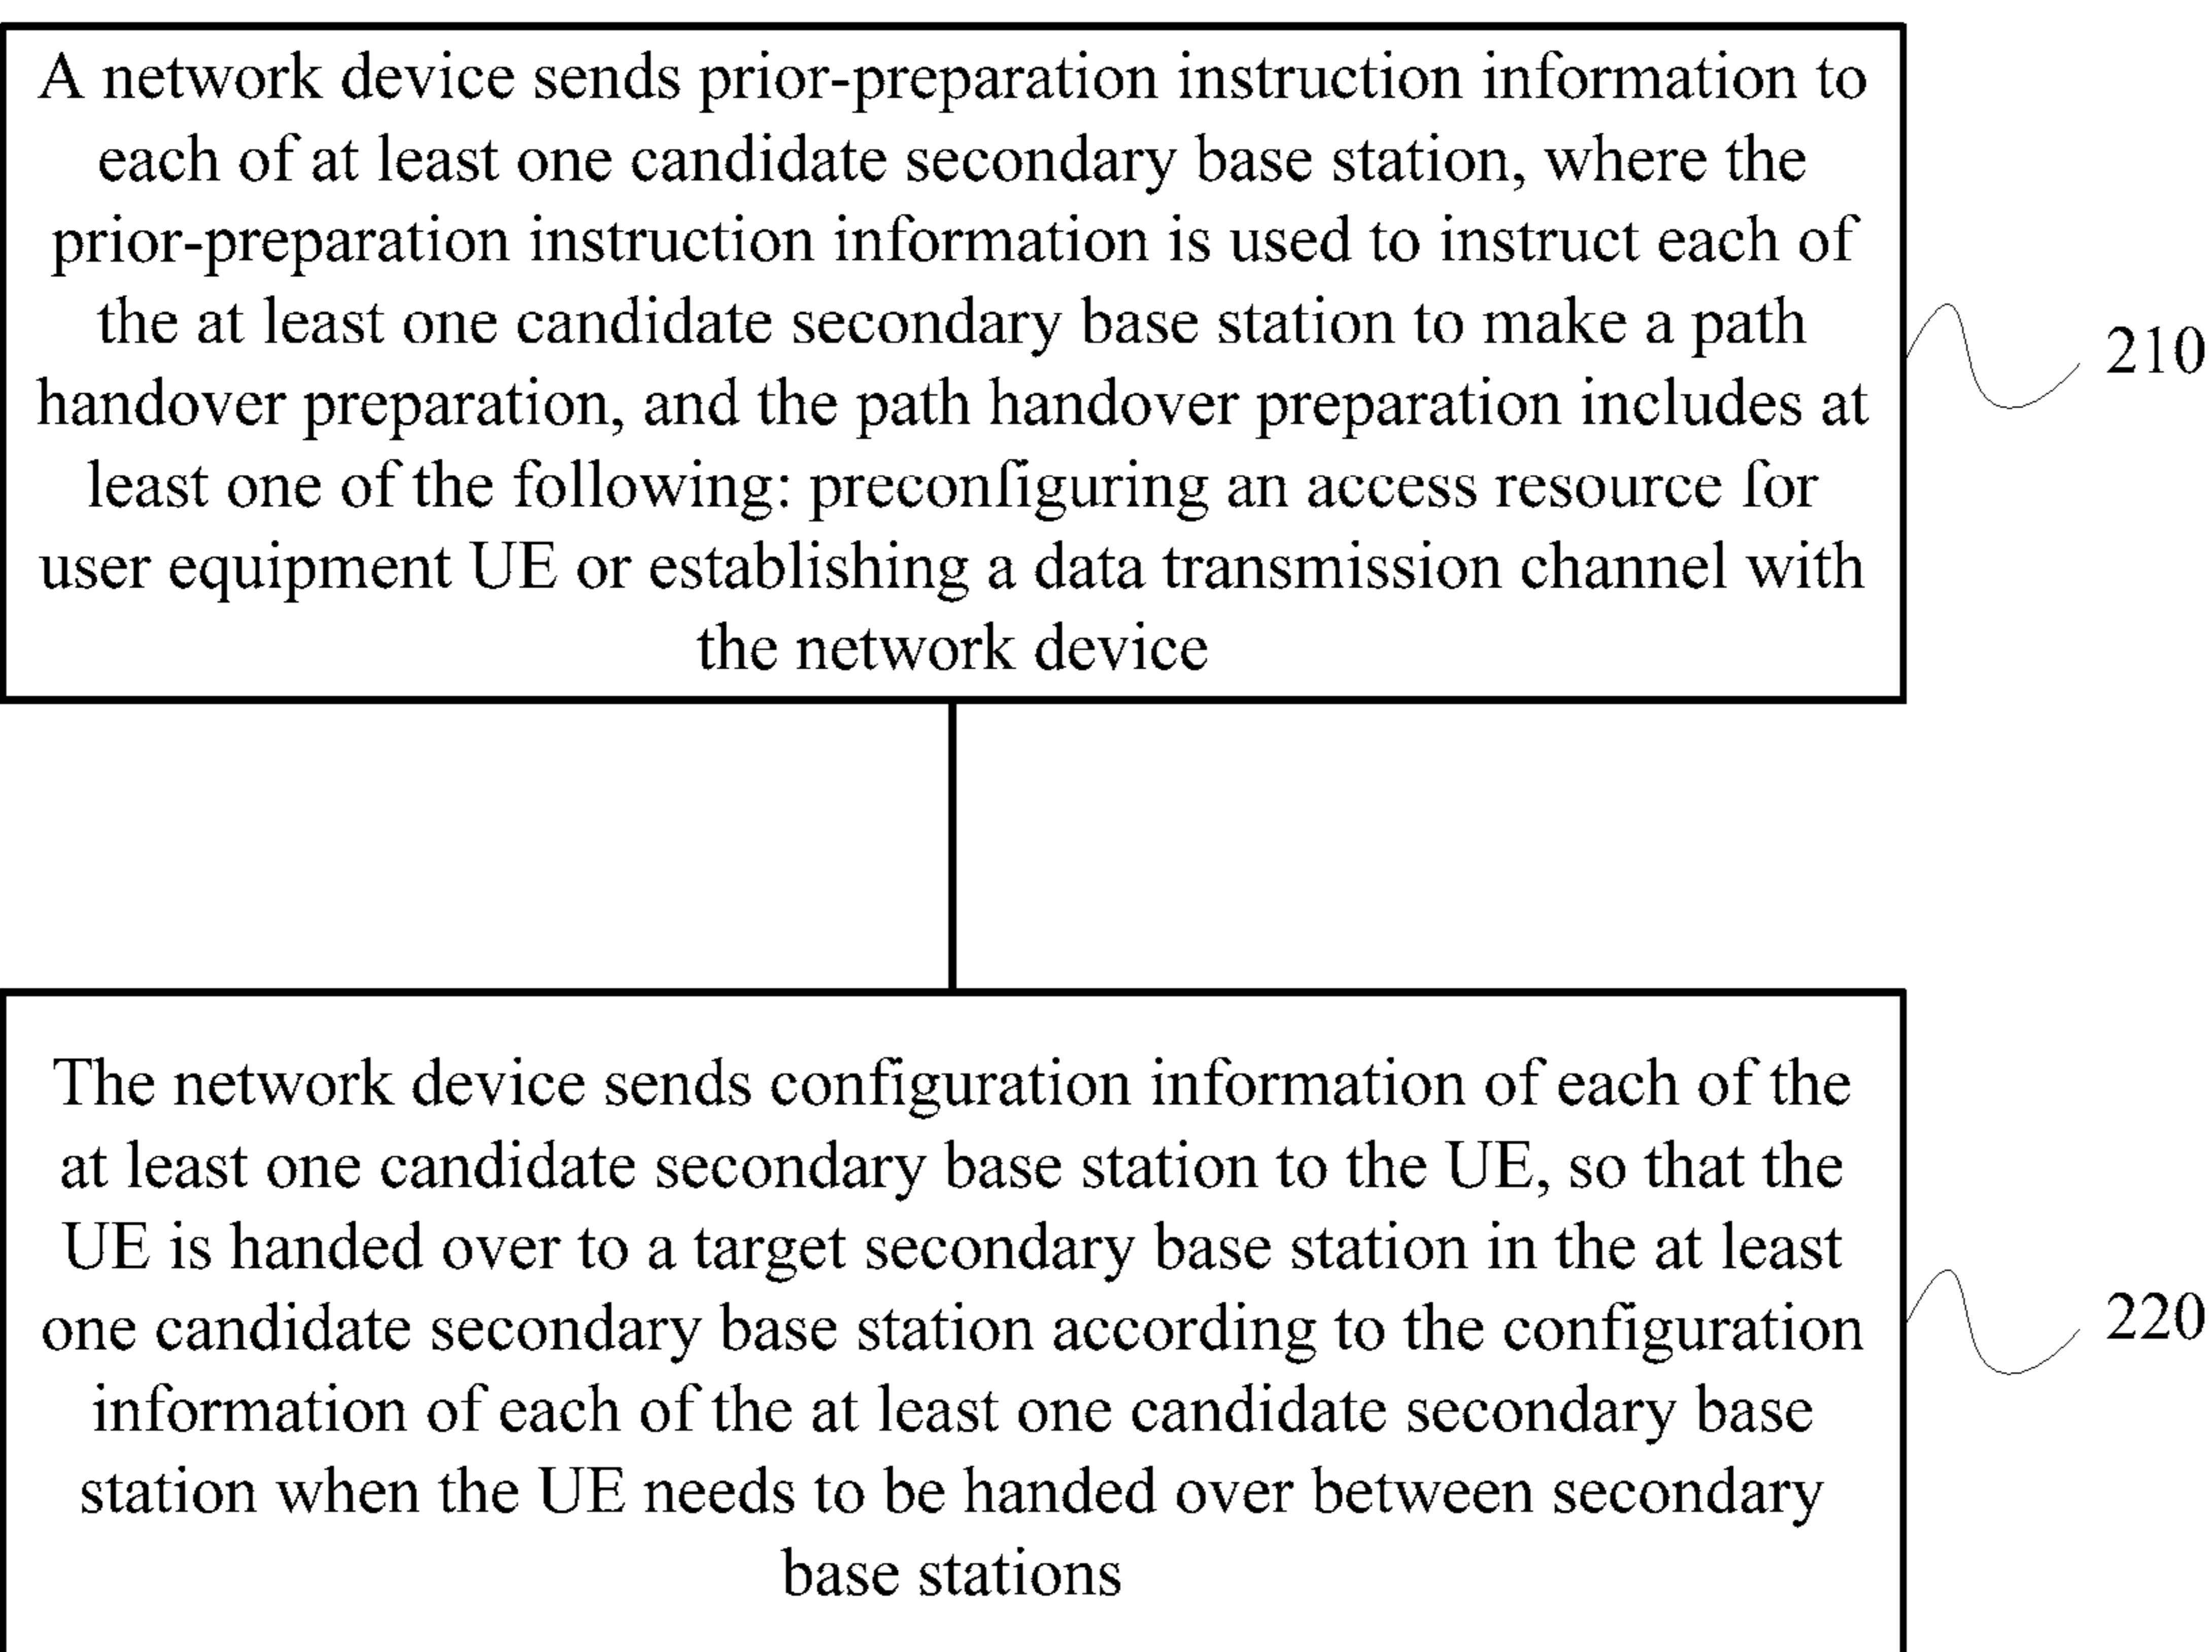 A network device sends prior-preparation instruction information to
each of at least one candidate secondary base station, where the
prior-preparation instruction information is used to instruct each of
the at least one candidate secondary base station to make a path
handover preparation, and the path handover preparation includes at
least one of the following: preconfiguring an access resource for
user equipment UE or establishing a data transmission channel with
the network device
210
The network device sends configuration information of each of the
at least one candidate secondary base station to the UE, so that the
UE is handed over to a target secondary base station in the at least
one candidate secondary base station according to the configuration
information of each of the at least one candidate secondary base
station when the UE needs to be handed over between secondary
base stations
220